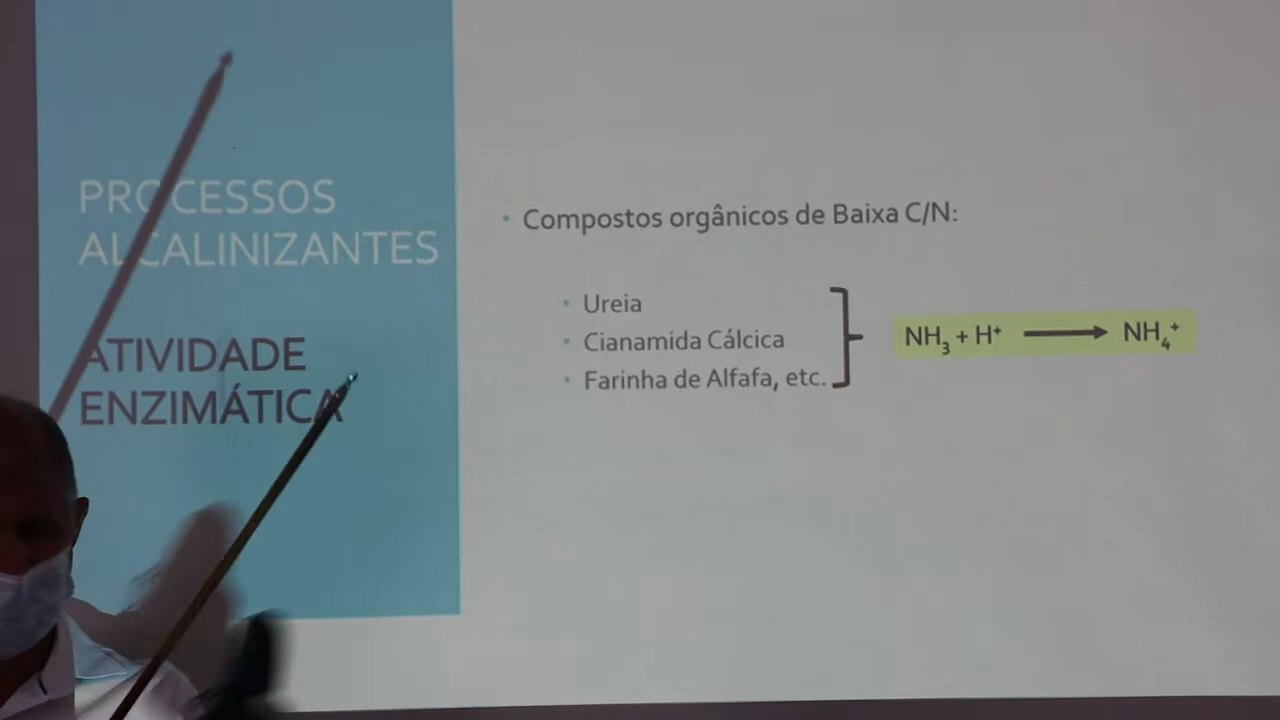 PROCESSOS
ALCALINIZANTES
ATIVIDADE
ENZIMÁTICA
• Compostos orgânicos de Baixa C/N:
• Ureia
• Cianamida Cálcica
• Farinha de Alfafa, etc.
NH₃ + H⁺ → NH₄⁺